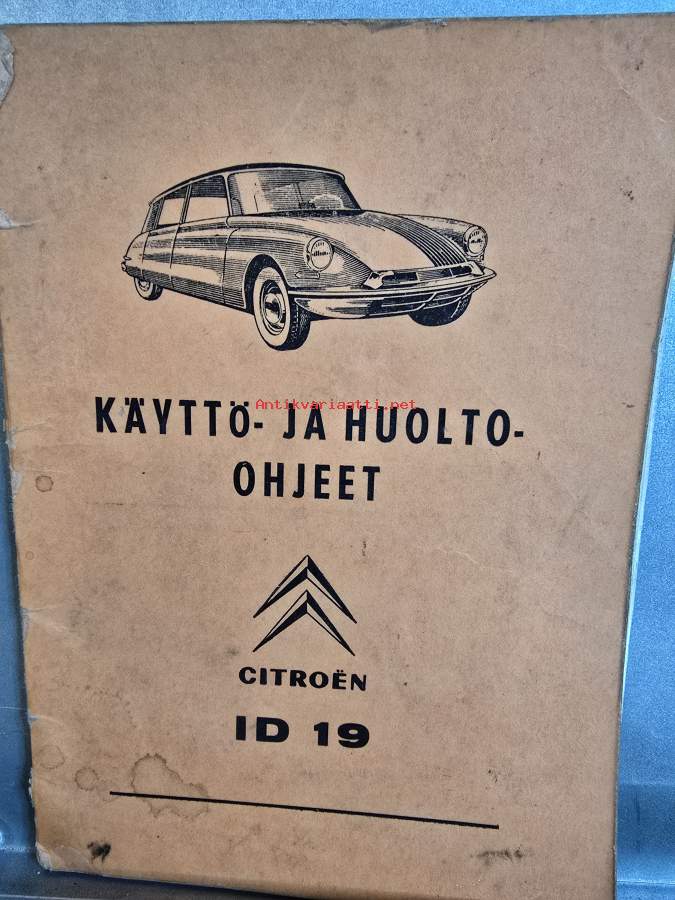 Antikvariaatti.net
KÄYTTÖ- JA HUOLTO-
OHJEET
CITROËN
ID 19